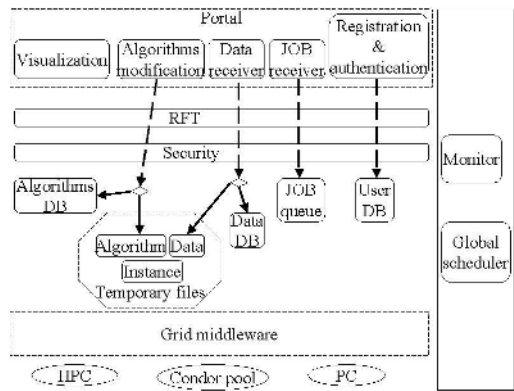 Portal
Visualization
Algorithms
modification
Data
receiver
JOB
receiver
Registration
&
authentication
RFT
Security
Monitor
Algorithms
DB
JOB
queue
User
DB
Data
DB
Algorithm
Data
Instance
Temporary files
Global
scheduler
Grid middleware
HPC
Condor pool
PC